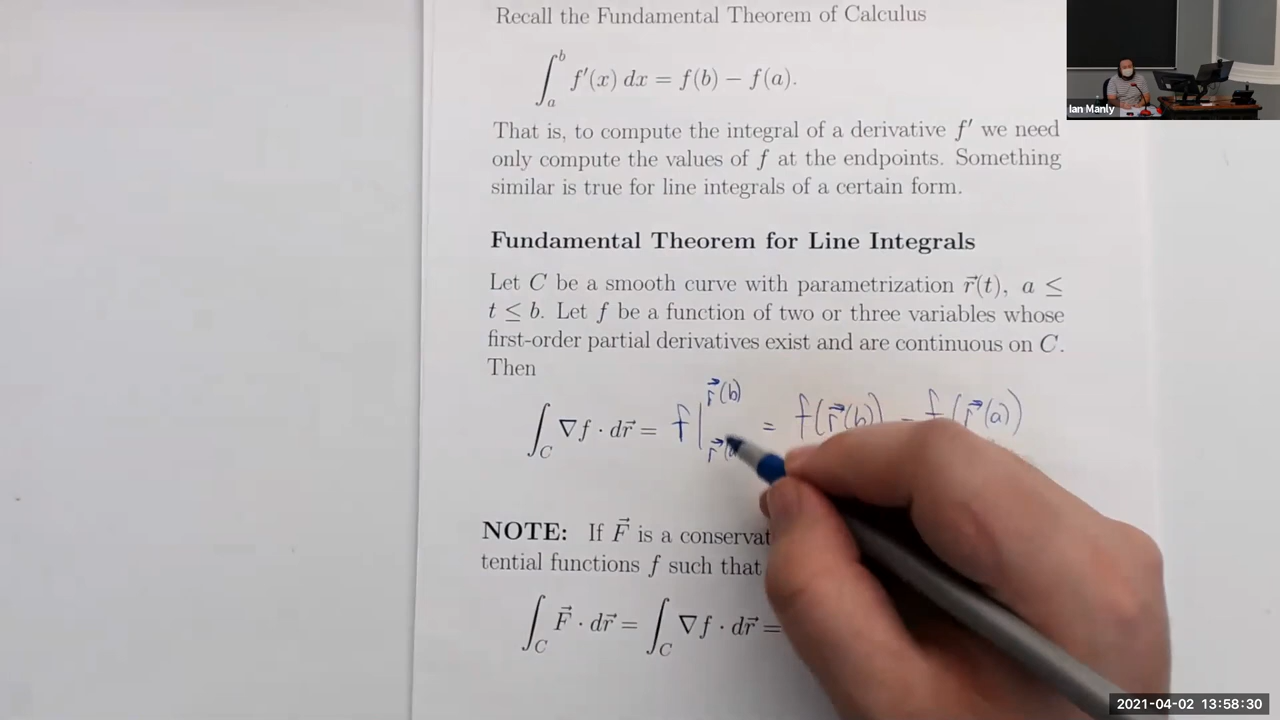 Recall the Fundamental Theorem of Calculus
∫_a^b f′(x) dx = f(b) − f(a).
That is, to compute the integral of a derivative f′ we need
only compute the values of f at the endpoints. Something
similar is true for line integrals of a certain form.
Fundamental Theorem for Line Integrals
Let C be a smooth curve with parametrization r⃗(t), a ≤
t ≤ b. Let f be a function of two or three variables whose
first-order partial derivatives exist and are continuous on C.
Then
∫_C ∇f · dr⃗ = f |_{r⃗(a)}^{r⃗(b)} = f(r⃗(b)) − f(r⃗(a))
NOTE: If F⃗ is a
tential functions f such that
∫_C F⃗ · dr⃗ = ∫_C ∇f · dr⃗ =
Ian Manly
2021-04-02 13:58:30